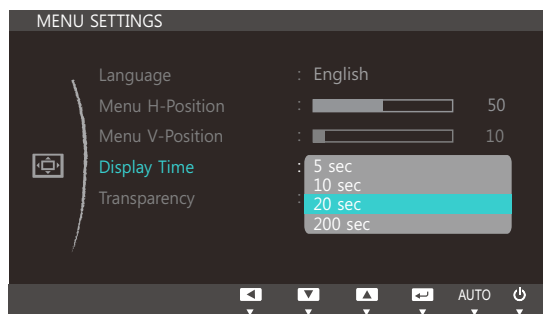 MENU SETTINGS
Language : English
Menu H-Position : 50
Menu V-Position : 10
Display Time : 5 sec
10 sec
Transparency : 20 sec
200 sec
AUTO